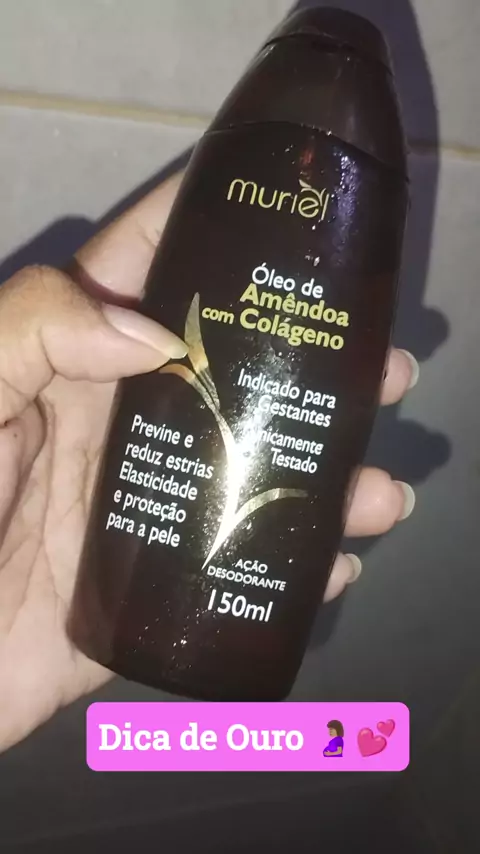 muriel
Óleo de
Amêndoa
com Colágeno
Indicado para
Gestantes
Testado
Previne e
reduz estrias
Elasticidade
e proteção
para a pele
AÇÃO
DESODORANTE
150ml
Dica de Ouro 🤰🏽💕